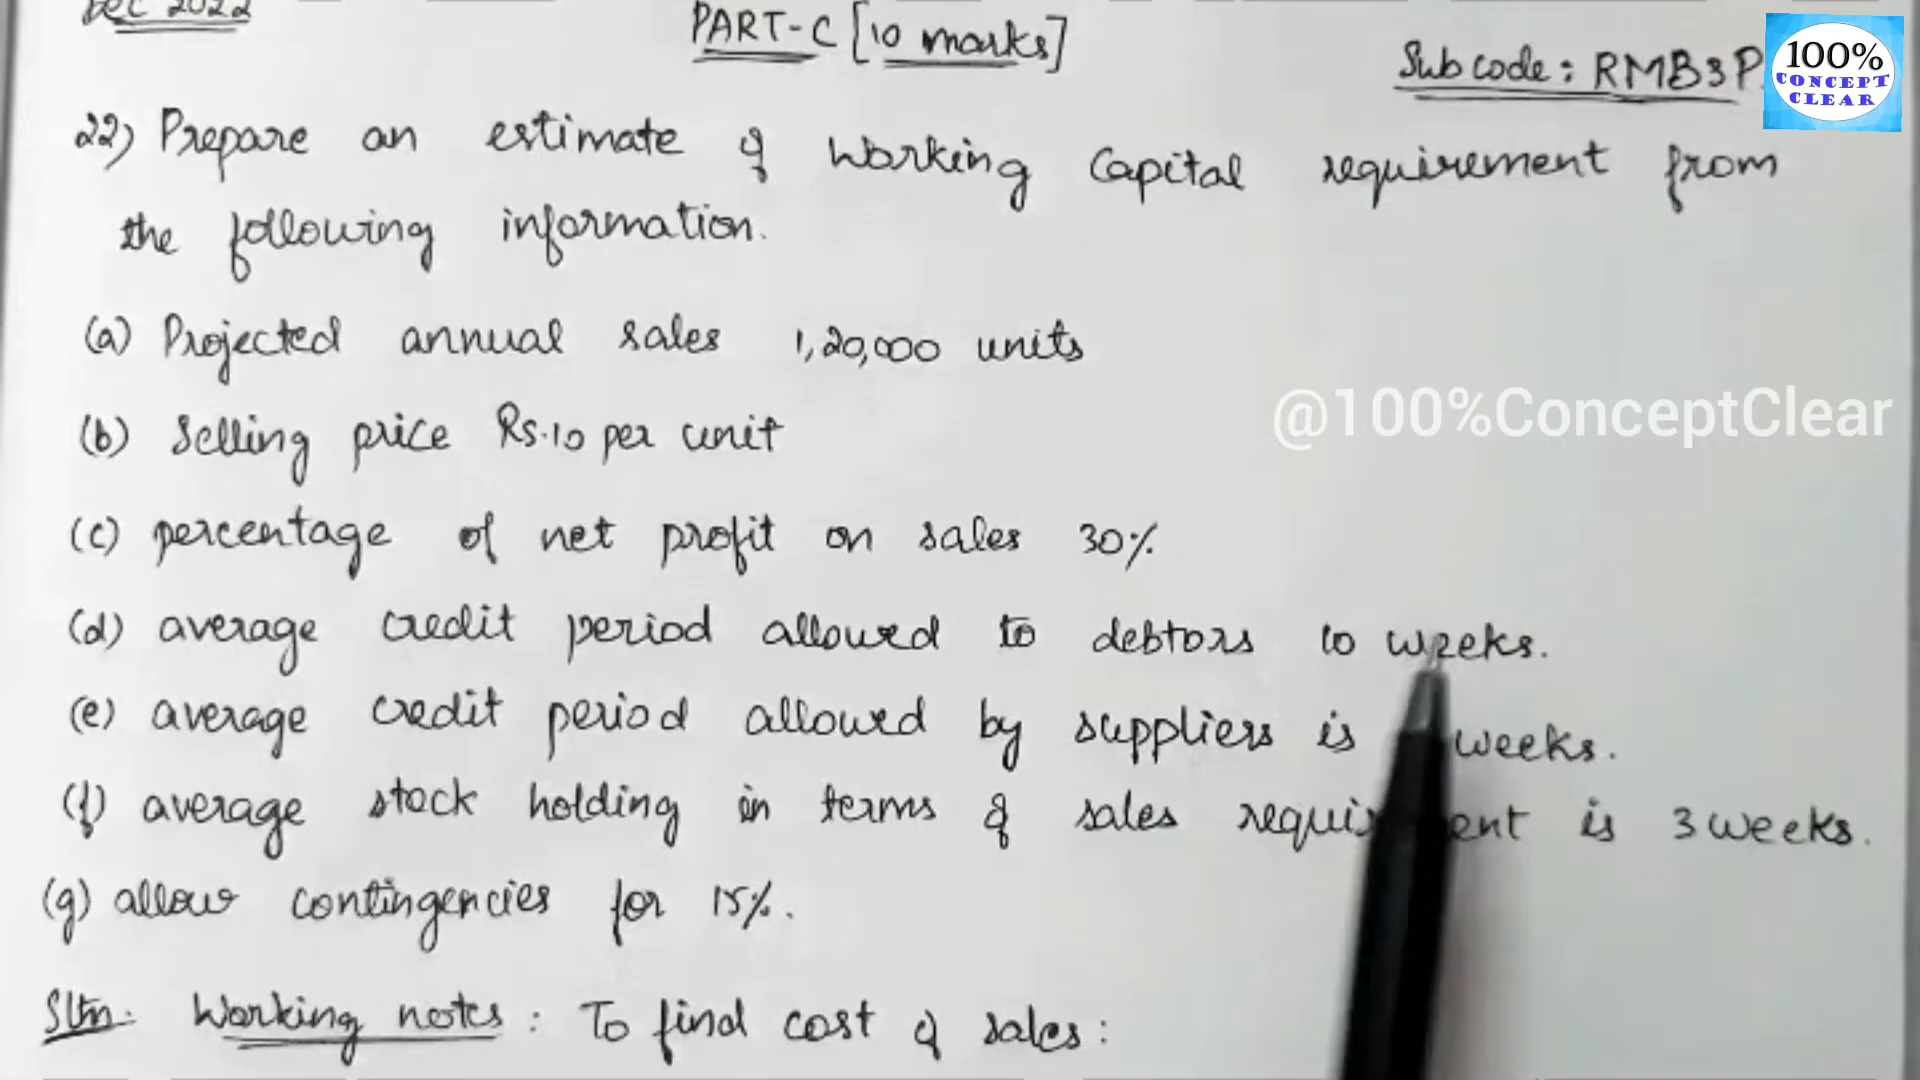 Dec 2022
PART-C [10 marks]
Sub code: RMB3P
100%
CONCEPT
CLEAR
22) Prepare an estimate of working capital requirement from
the following information.
(a) Projected annual sales 1,20,000 units
@100%ConceptClear
(b) Selling price Rs.10 per unit
(c) percentage of net profit on sales 30%
(d) average credit period allowed to debtors 10 weeks.
(e) average credit period allowed by suppliers is weeks.
(f) average stock holding in terms of sales is 3 weeks.
(g) allow contingencies for 15%.
Sltn: Working notes: To find cost of sales: